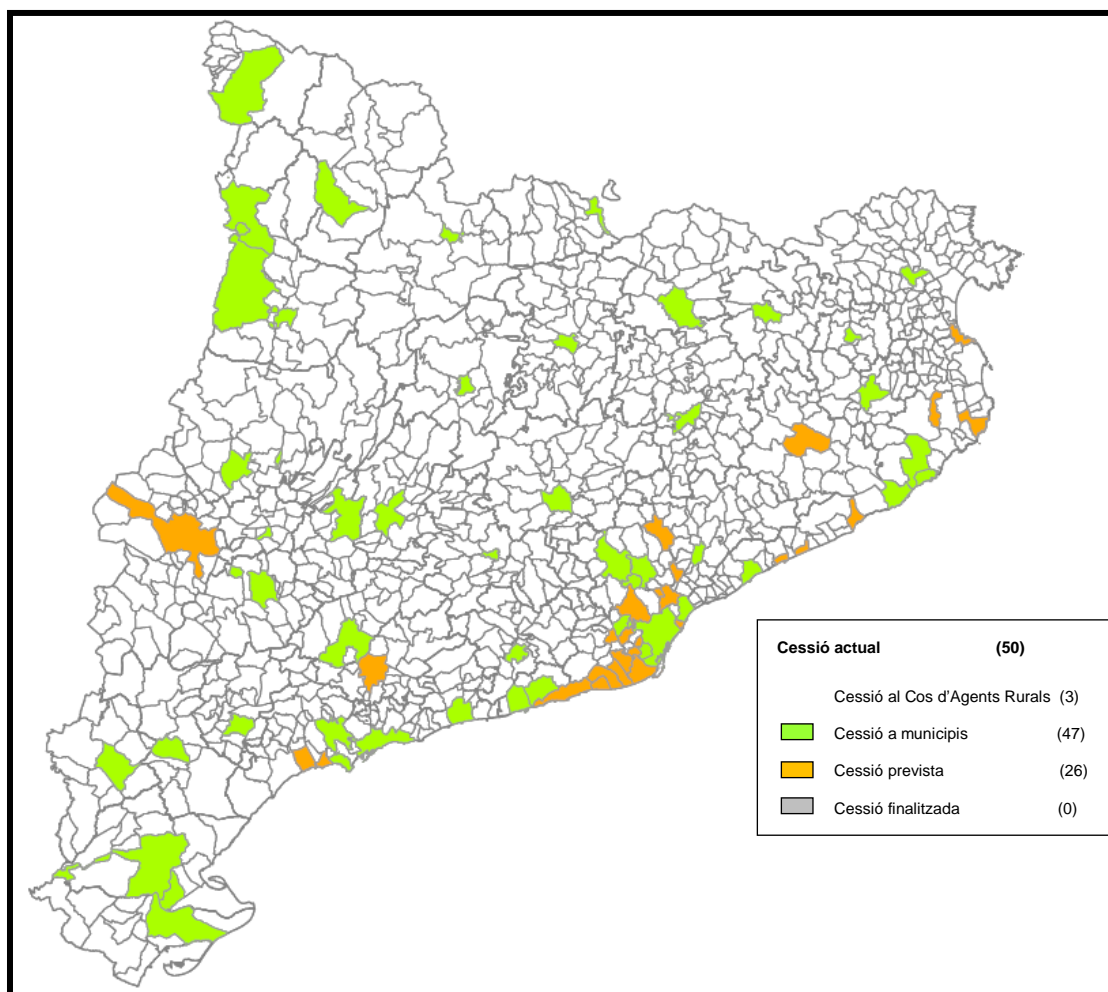 Cessió actual (50)
Cessió al Cos d'Agents Rurals (3)
Cessió a municipis (47)
Cessió prevista (26)
Cessió finalitzada (0)